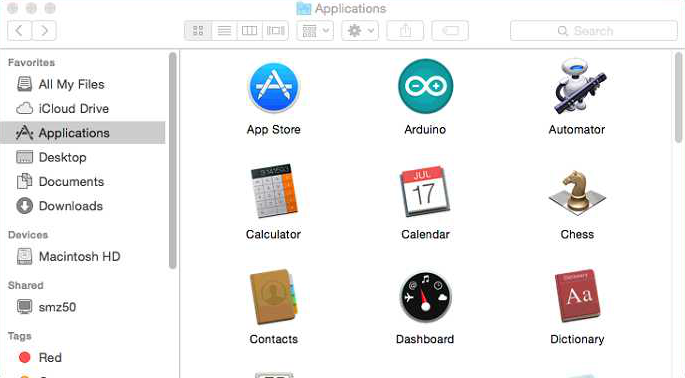 Applications
Search
Favorites
All My Files
iCloud Drive
Applications
Desktop
Documents
Downloads
Devices
Macintosh HD
Shared
smz50
Tags
Red
App Store
Arduino
Automator
Calculator
JUL
17
Calendar
Chess
Contacts
Dashboard
Dictionary
Aa
Dictionary